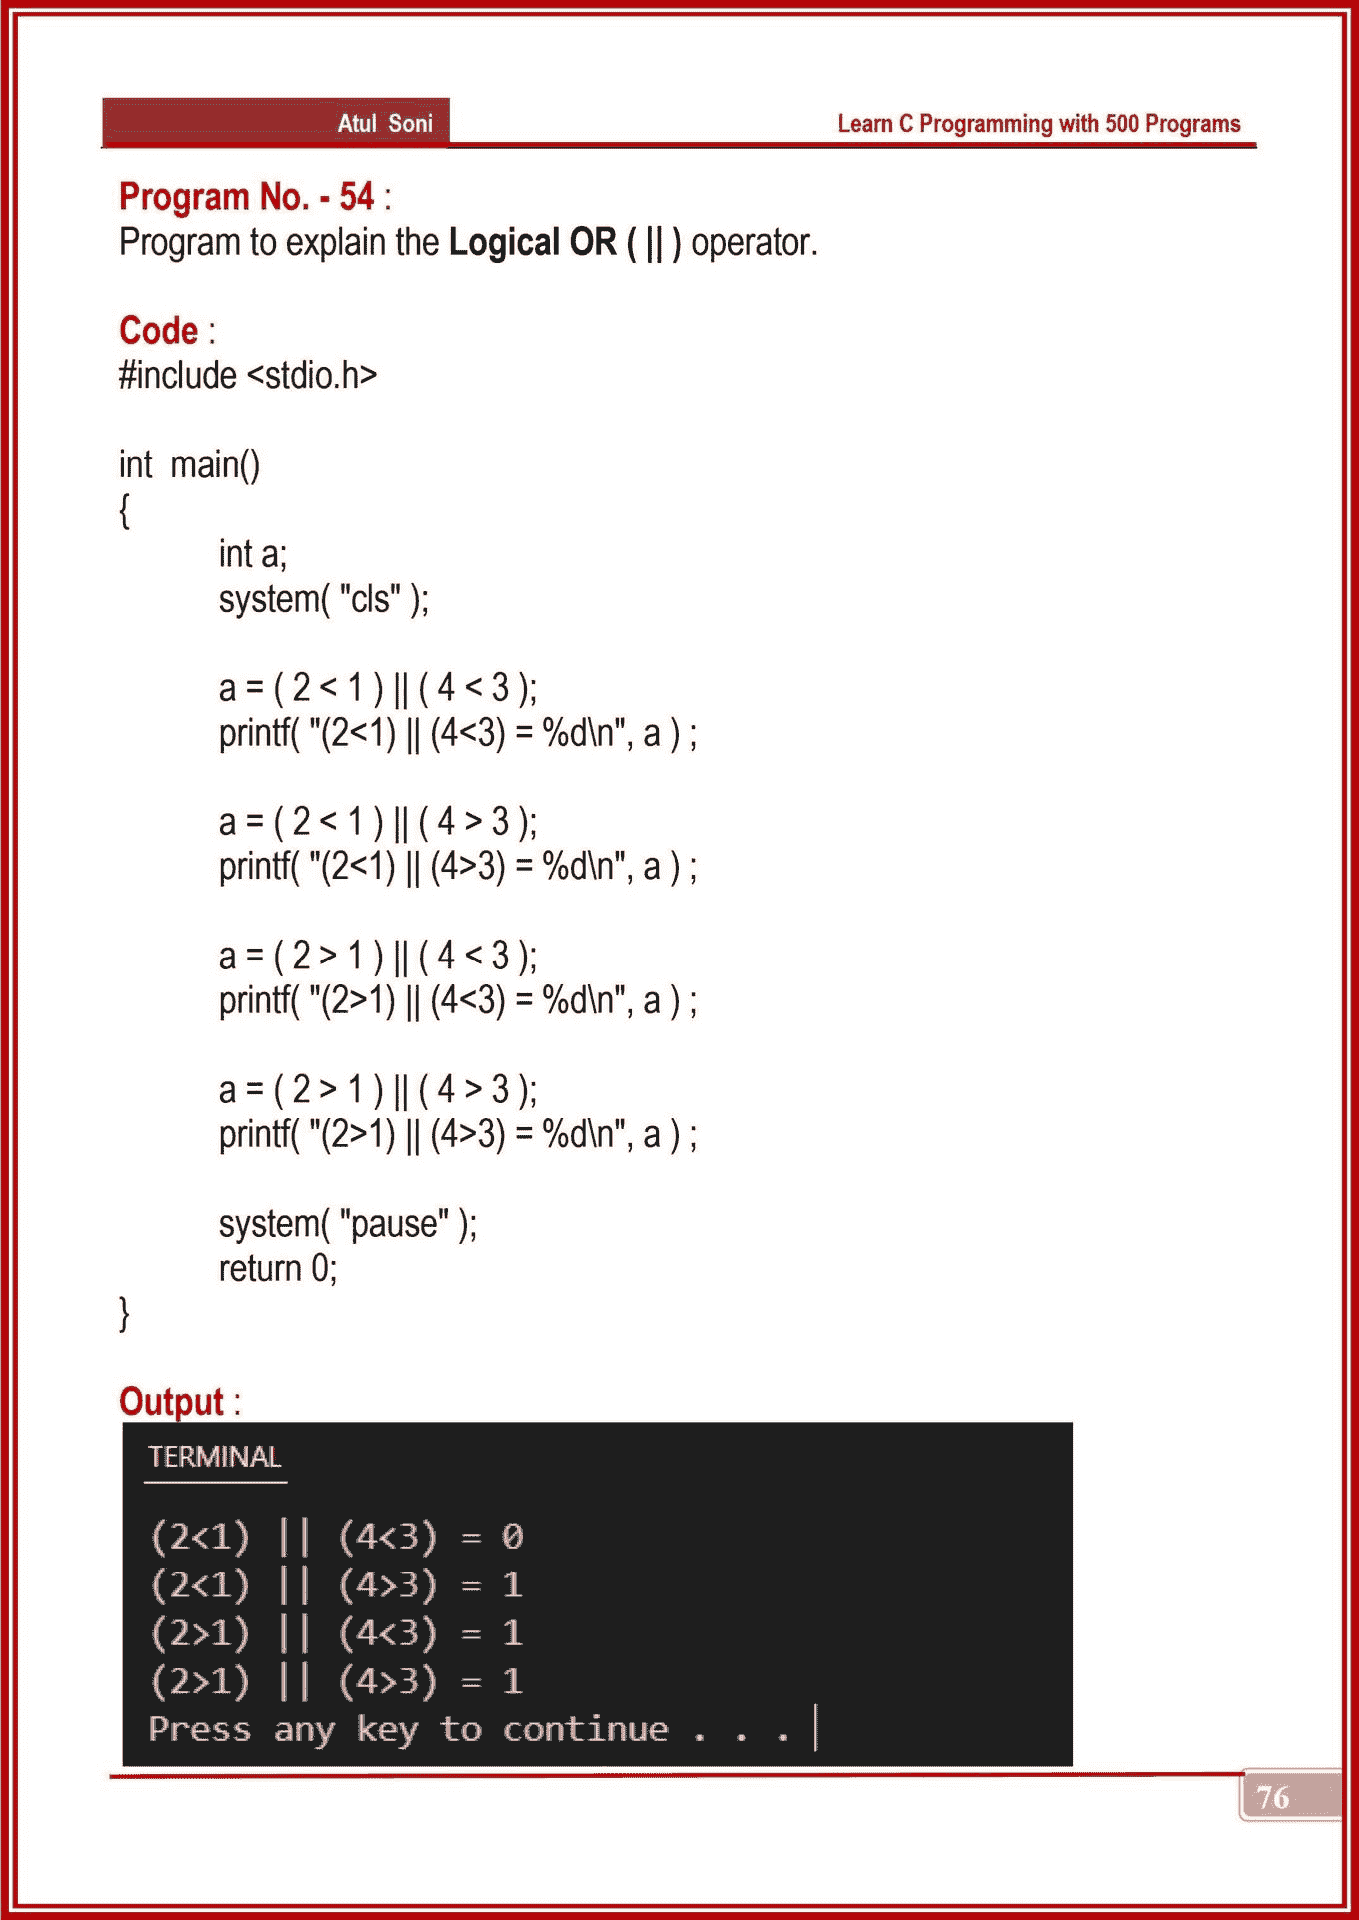 Atul Soni
Learn C Programming with 500 Programs
Program No. - 54 :
Program to explain the Logical OR ( || ) operator.
Code :
#include <stdio.h>
int main()
{
int a;
system( "cls" );
a = ( 2 < 1 ) || ( 4 < 3 );
printf( "(2<1) || (4<3) = %d\n", a ) ;
a = ( 2 < 1 ) || ( 4 > 3 );
printf( "(2<1) || (4>3) = %d\n", a ) ;
a = ( 2 > 1 ) || ( 4 < 3 );
printf( "(2>1) || (4<3) = %d\n", a ) ;
a = ( 2 > 1 ) || ( 4 > 3 );
printf( "(2>1) || (4>3) = %d\n", a ) ;
system( "pause" );
return 0;
}
Output :
TERMINAL
(2<1) || (4<3) = 0
(2<1) || (4>3) = 1
(2>1) || (4<3) = 1
(2>1) || (4>3) = 1
Press any key to continue . . .
76